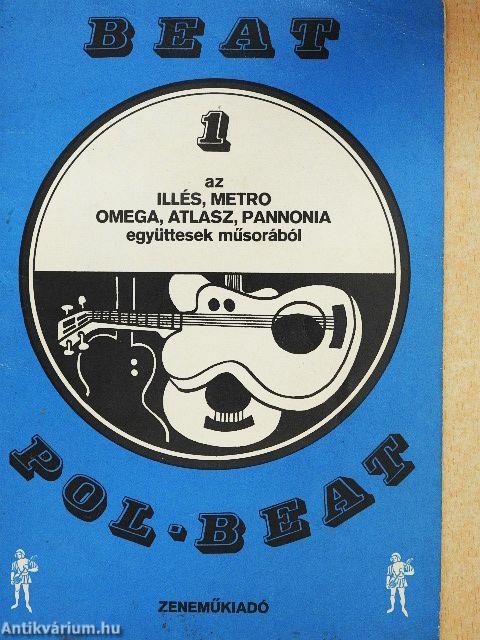 BEAT
1
az
ILLÉS, METRO
OMEGA, ATLASZ, PANNONIA
együttesek műsorából
POL·BEAT
ZENEMŰKIADÓ
Antikvárium.hu